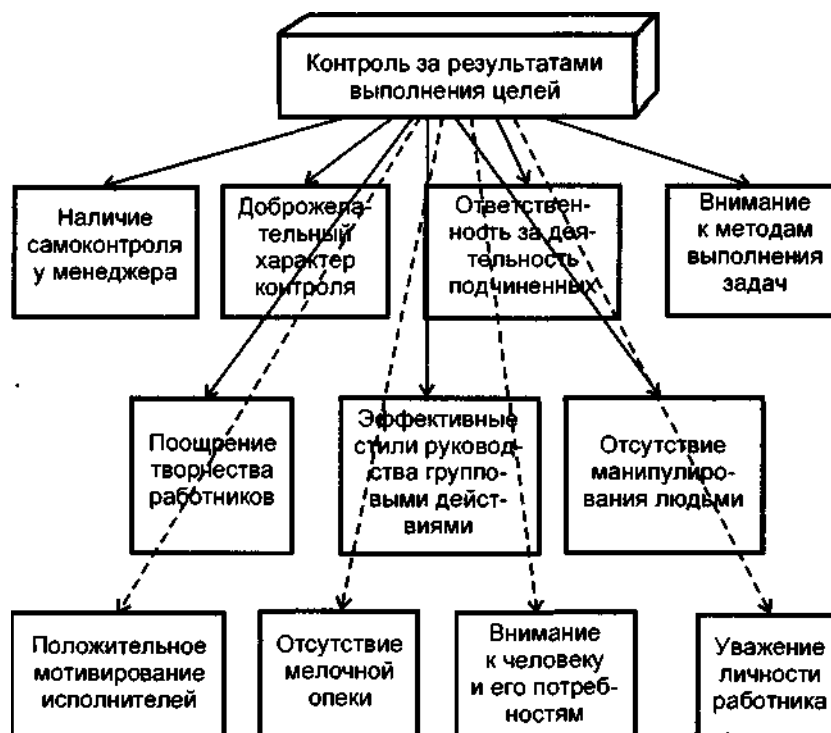 Контроль за результатами
выполнения целей
Наличие
самоконтроля
у менеджера
Доброжела-
тельный
характер
контроля
Ответствен-
ность за дея-
тельность
подчиненных
Внимание
к методам
выполнения
задач
Поощрение
творчества
работников
Эффективные
стили руковод-
ства группо-
выми дейст-
виями
Отсутствие
манипулиро-
вания людьми
Положительное
мотивирование
исполнителей
Отсутствие
мелочной
опеки
Внимание
к человеку
и его потреб-
ностям
Уважение
личности
работника